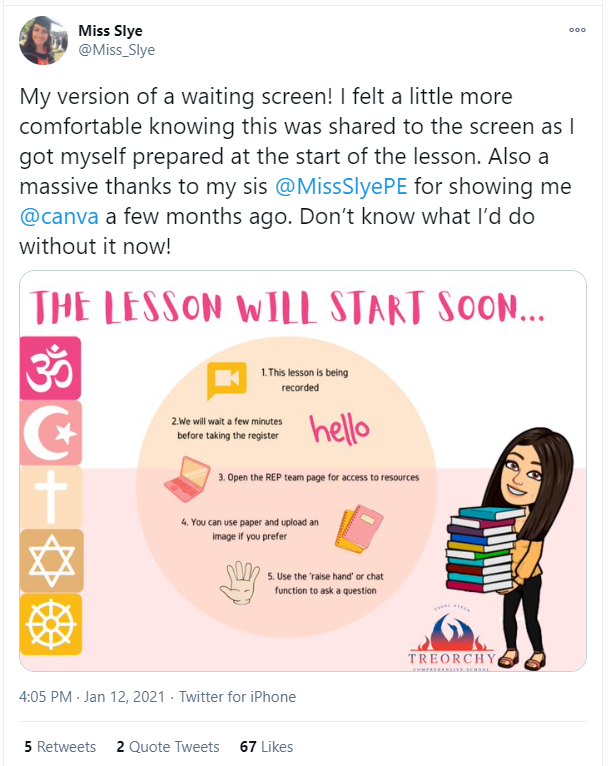 Miss Slye
@Miss_Slye
My version of a waiting screen! I felt a little more
comfortable knowing this was shared to the screen as I
got myself prepared at the start of the lesson. Also a
massive thanks to my sis @MissSlyePE for showing me
@canva a few months ago. Don't know what I'd do
without it now!
THE LESSON WILL START SOON...
1.This lesson is being
recorded
2.We will wait a few minutes
before taking the register
hello
3. Open the REP team page for access to resources
4. You can use paper and upload an
image if you prefer
5. Use the 'raise hand' or chat
function to ask a question
TREORCHY
COMPREHENSIVE SCHOOL
4:05 PM · Jan 12, 2021 · Twitter for iPhone
5 Retweets 2 Quote Tweets 67 Likes